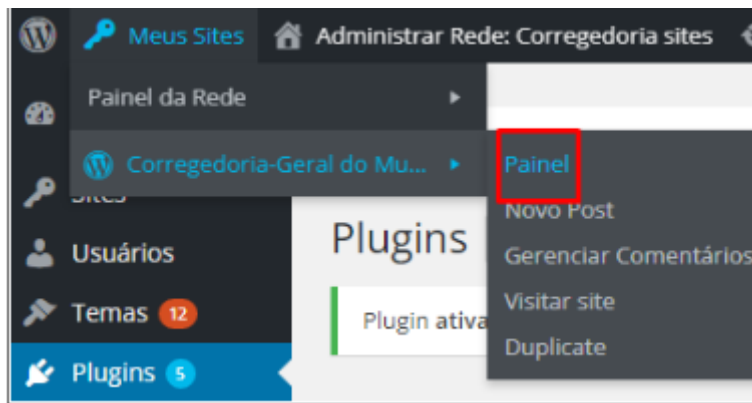 Meus Sites Administrar Rede: Corregedoria sites
Painel da Rede
Corregedoria-Geral do Mu...
Painel
Novo Post
Gerenciar Comentários
Visitar site
Duplicate
Sites
Usuários
Temas 12
Plugins 5
Plugins
Plugin ativa